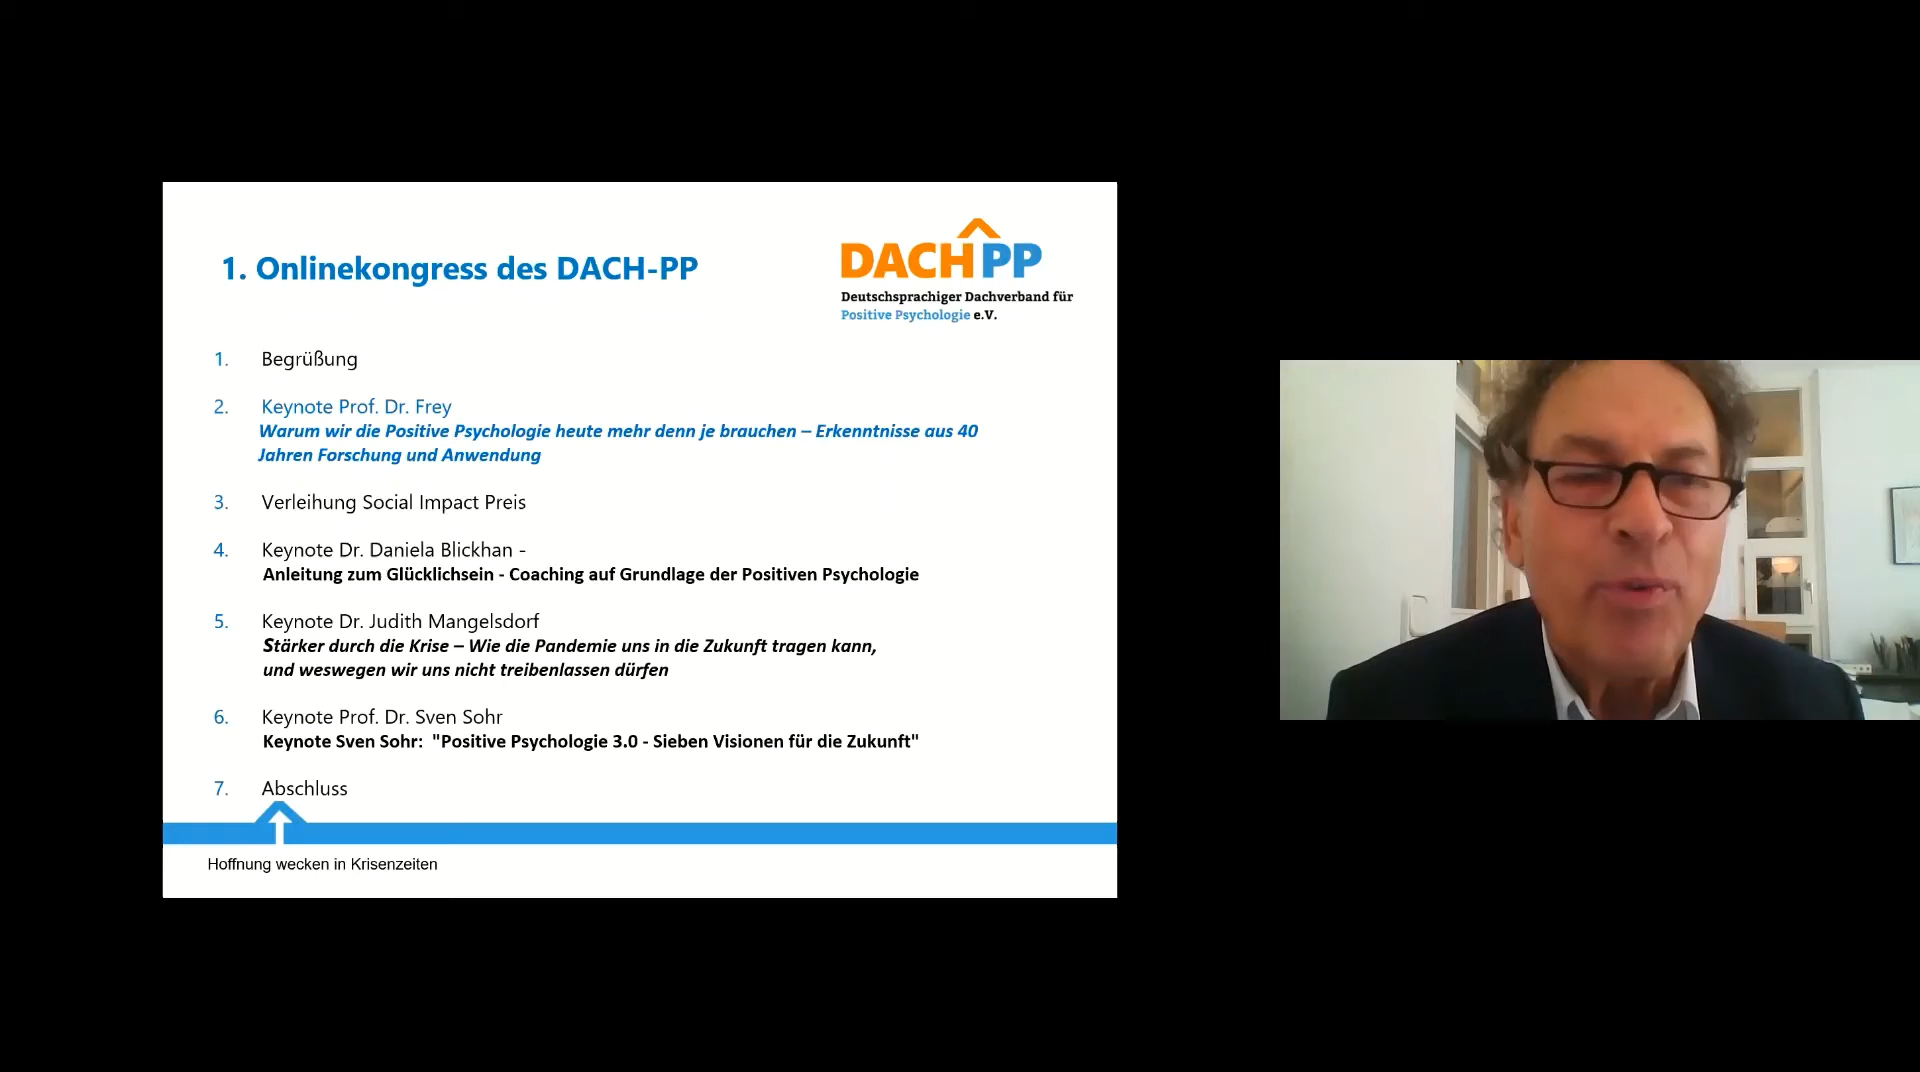 1. Onlinekongress des DACH-PP
DACH PP
Deutschsprachiger Dachverband für
Positive Psychologie e.V.
1. Begrüßung
2. Keynote Prof. Dr. Frey
Warum wir die Positive Psychologie heute mehr denn je brauchen – Erkenntnisse aus 40
Jahren Forschung und Anwendung
3. Verleihung Social Impact Preis
4. Keynote Dr. Daniela Blickhan -
Anleitung zum Glücklichsein - Coaching auf Grundlage der Positiven Psychologie
5. Keynote Dr. Judith Mangelsdorf
Stärker durch die Krise – Wie die Pandemie uns in die Zukunft tragen kann,
und weswegen wir uns nicht treibenlassen dürfen
6. Keynote Prof. Dr. Sven Sohr
Keynote Sven Sohr: "Positive Psychologie 3.0 - Sieben Visionen für die Zukunft"
7. Abschluss
Hoffnung wecken in Krisenzeiten